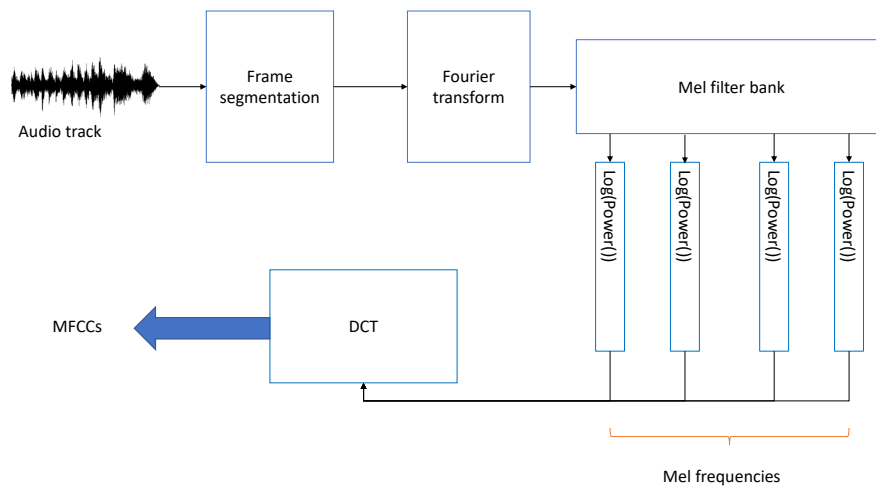 Audio track
Frame
segmentation
Fourier
transform
Mel filter bank
Log(Power())
Log(Power())
Log(Power())
Log(Power())
MFCCs
DCT
Mel frequencies